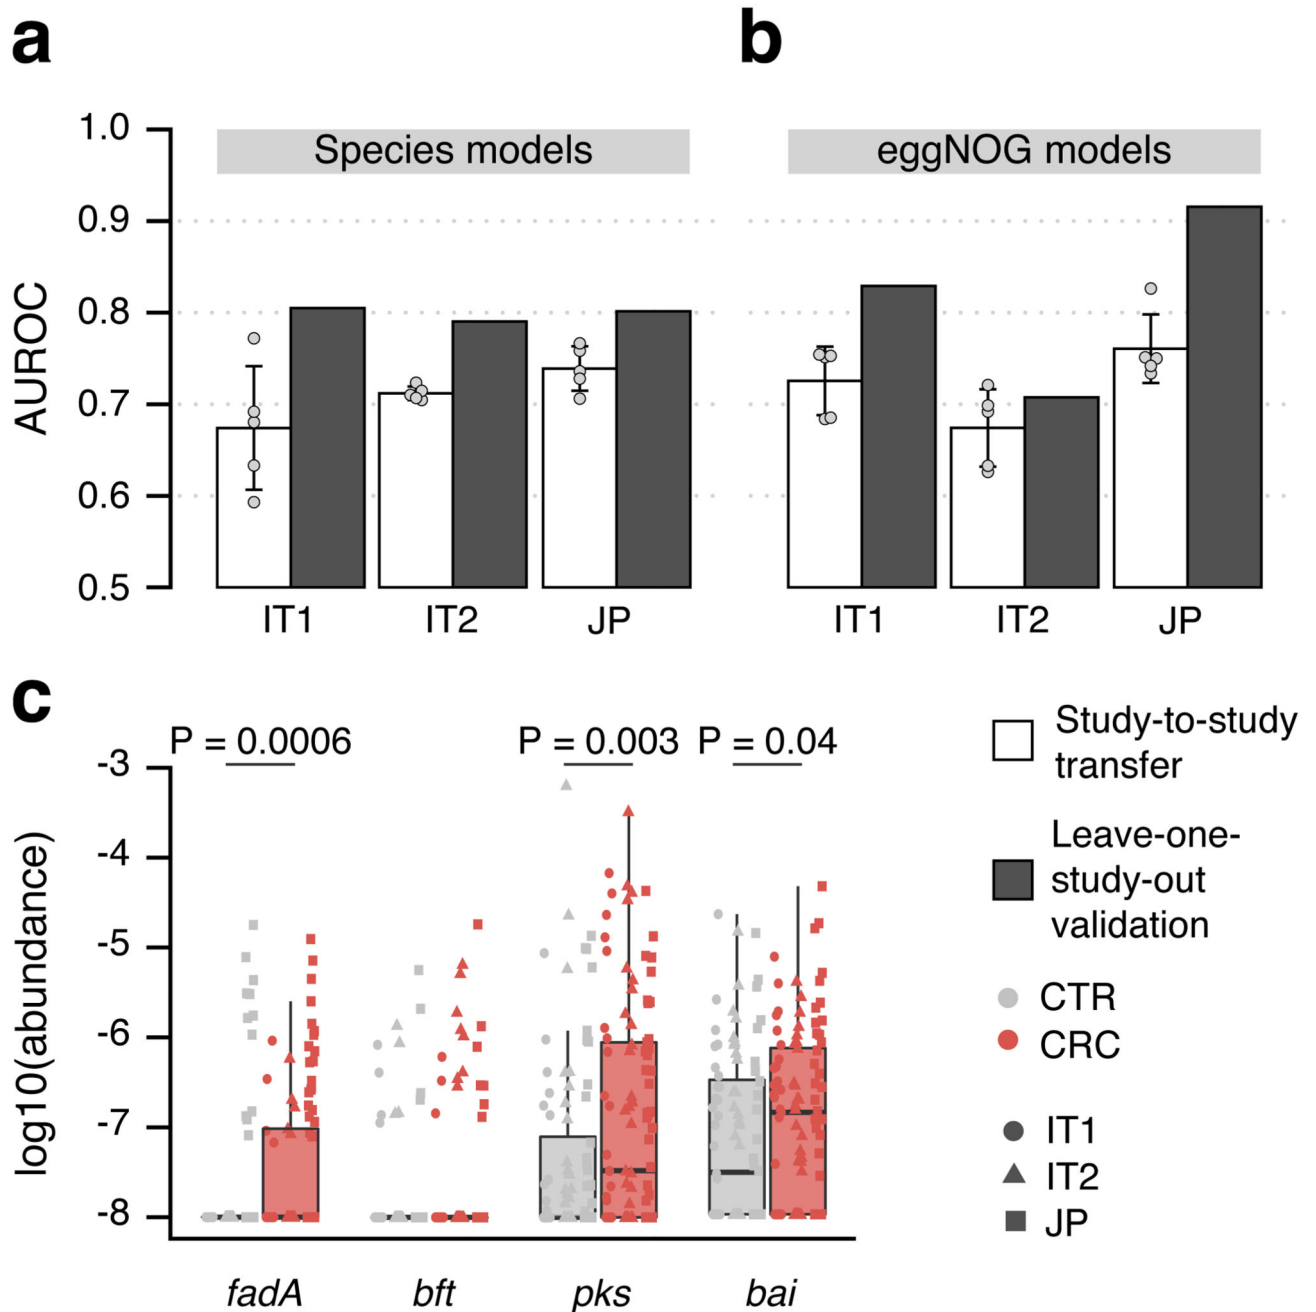 a
b
Species models
eggNOG models
AUROC
1.0
0.9
0.8
0.7
0.6
0.5
IT1
IT2
JP
IT1
IT2
JP
c
P = 0.0006
P = 0.003
P = 0.04
log10(abundance)
-3
-4
-5
-6
-7
-8
fadA
bft
pks
bai
Study-to-study
transfer
Leave-one-
study-out
validation
CTR
CRC
IT1
IT2
JP